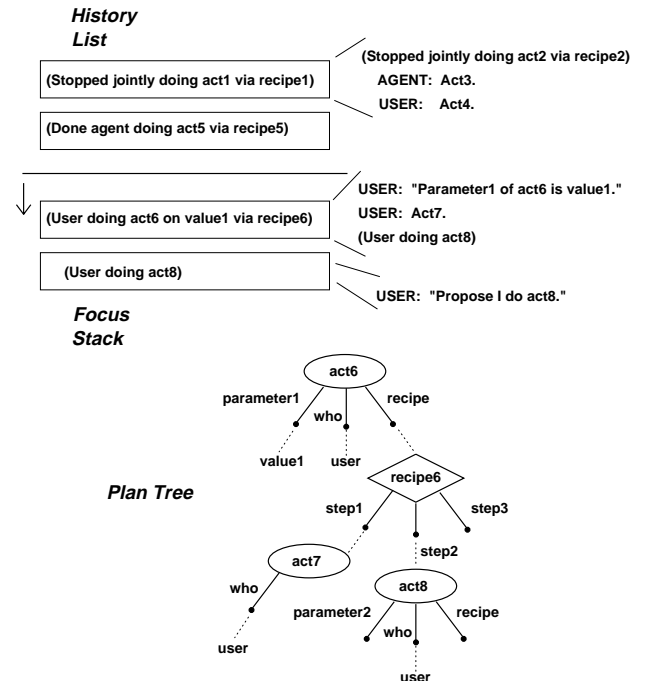 History
List
(Stopped jointly doing act2 via recipe2)
(Stopped jointly doing act1 via recipe1)
AGENT: Act3.
USER: Act4.
(Done agent doing act5 via recipe5)
USER: "Parameter1 of act6 is value1."
(User doing act6 on value1 via recipe6)
USER: Act7.
(User doing act8)
(User doing act8)
USER: "Propose I do act8."
Focus
Stack
act6
parameter1
who
recipe
value1
user
recipe6
Plan Tree
step1
step3
step2
act7
act8
who
parameter2
who
recipe
user
user